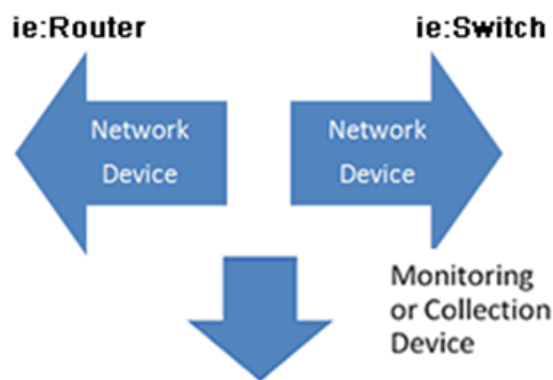 ie:Router
ie:Switch
Network
Device
Network
Device
Monitoring
or Collection
Device